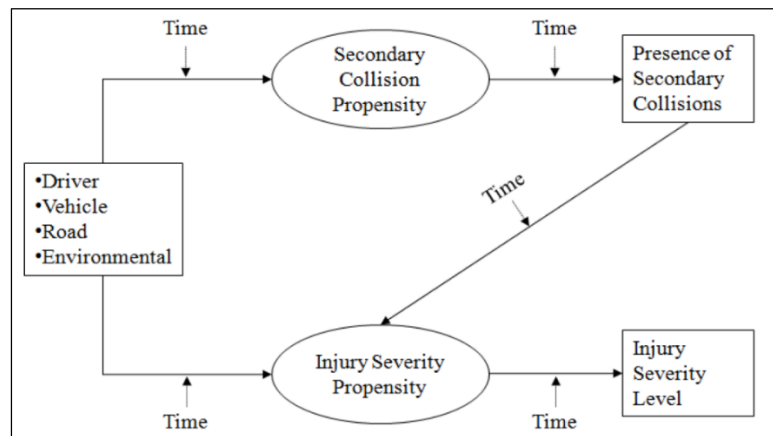 Time
Time
Secondary
Collision
Propensity
Presence of
Secondary
Collisions
Time
•Driver
•Vehicle
•Road
•Environmental
Injury Severity
Propensity
Injury
Severity
Level
Time
Time